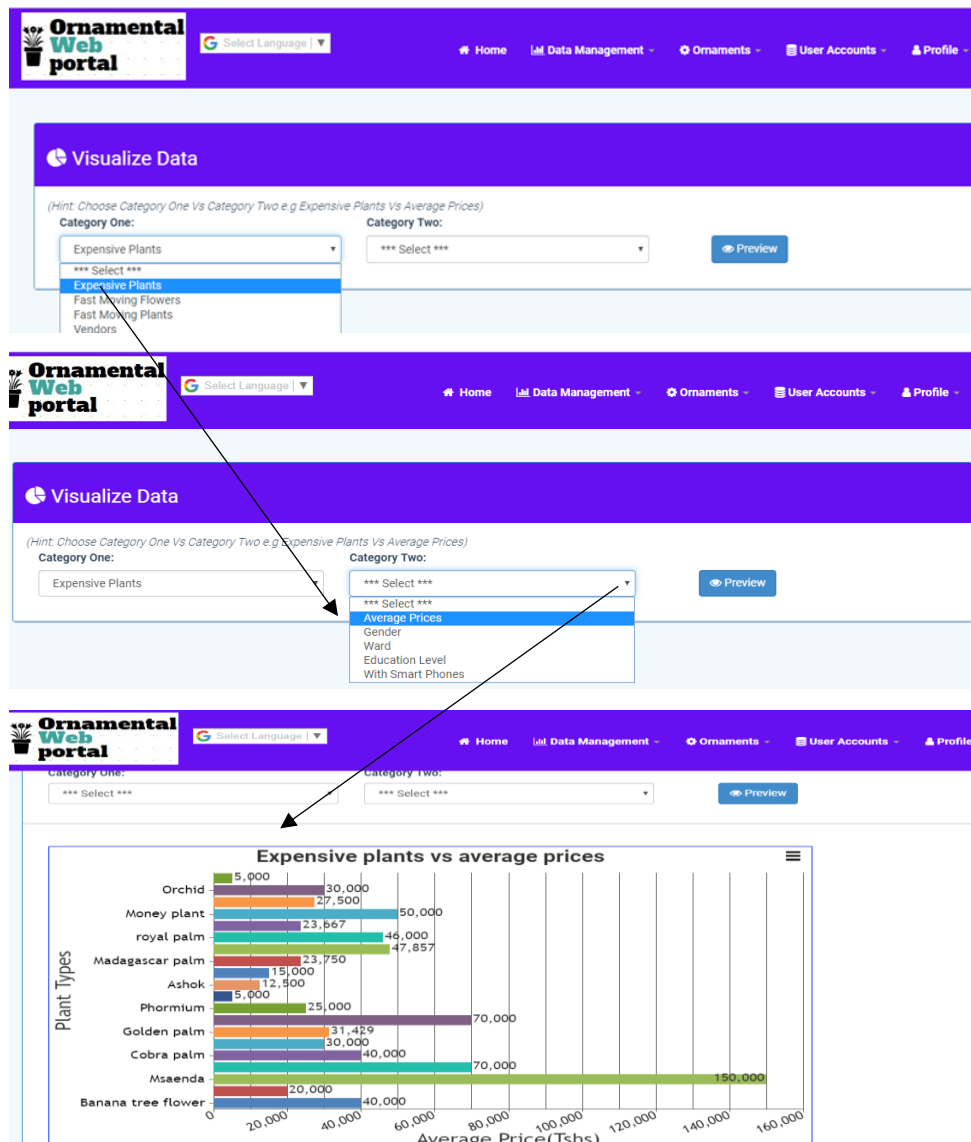 Ornamental
Web
portal
Select Language ▼
Home Data Management Ornaments User Accounts Profile
Visualize Data
(Hint: Choose Category One Vs Category Two e.g Expensive Plants Vs Average Prices)
Category One: Category Two:
Expensive Plants *** Select *** Preview
*** Select ***
Expensive Plants
Fast Moving Flowers
Fast Moving Plants
Vendors
Ornamental
Web
portal
Select Language ▼
Home Data Management Ornaments User Accounts Profile
Visualize Data
(Hint: Choose Category One Vs Category Two e.g Expensive Plants Vs Average Prices)
Category One: Category Two:
Expensive Plants *** Select *** Preview
*** Select ***
Average Prices
Gender
Ward
Education Level
With Smart Phones
Ornamental
Web
portal
Select Language ▼
Home Data Management Ornaments User Accounts Profile
Category One: Category Two:
*** Select *** *** Select *** Preview
Expensive plants vs average prices
5,000
Orchid 30,000
27,500
Money plant 50,000
23,667
royal palm 46,000
47,857
Madagascar palm 23,750
15,000
Ashok 12,500
5,000
Phormium 25,000
70,000
Golden palm 31,429
30,000
Cobra palm 40,000
70,000
Msaenda 150,000
20,000
Banana tree flower 40,000
Plant Types
0 20,000 40,000 60,000 80,000 100,000 120,000 140,000 160,000
Average Price(Tshs)